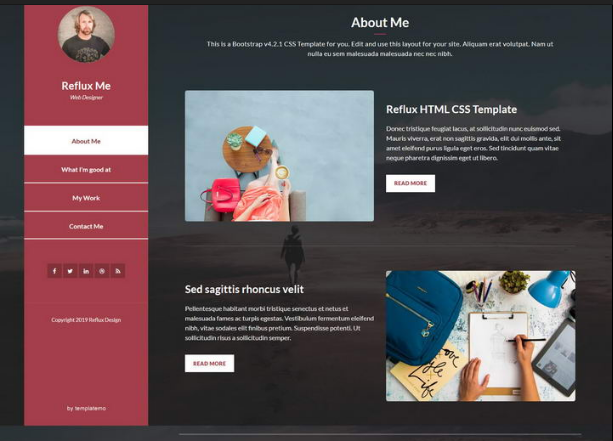 Reflux Me
Web Designer
About Me
What I'm good at
My Work
Contact Me
Copyright 2019 Reflux Design
by templatemo
About Me
This is a Bootstrap v4.2.1 CSS Template for you. Edit and use this layout for your site. Aliquam erat volutpat. Nam ut
nulla eu sem malesuada malesuada nec nec nibh.
Reflux HTML CSS Template
Donec tristique feugiat lacus, at sollicitudin nunc euismod sed.
Mauris viverra, erat non sagittis gravida, elit dui mollis ante, sit
amet eleifend purus ligula eget eros. Sed tincidunt quam vitae
neque pharetra dignissim eget ut libero.
READ MORE
Sed sagittis rhoncus velit
Pellentesque habitant morbi tristique senectus et netus et
malesuada fames ac turpis egestas. Vestibulum fermentum eleifend
nibh, vitae sodales elit finibus pretium. Suspendisse potenti. Ut
sollicitudin risus a sollicitudin semper.
READ MORE
love
Style
Life